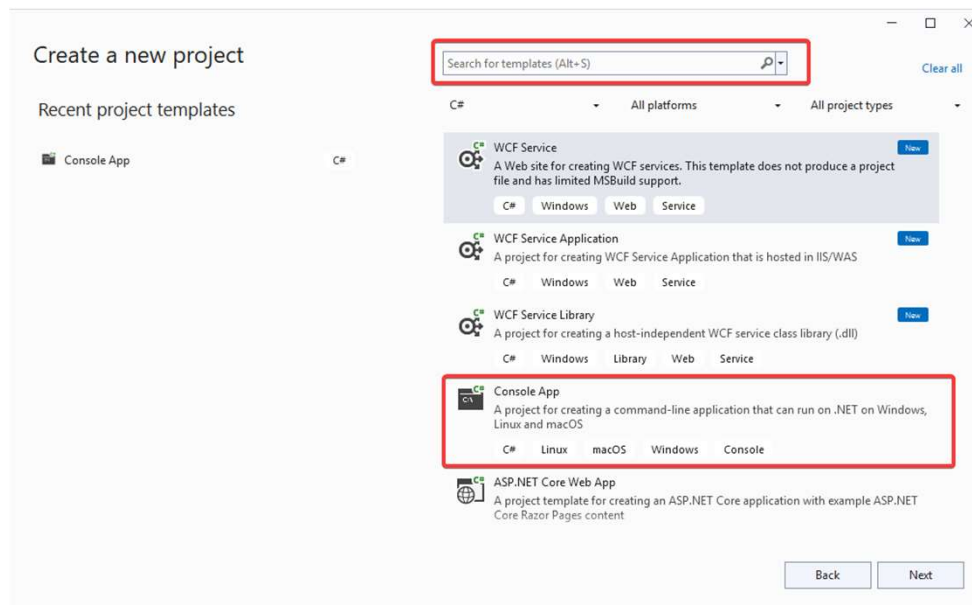 Create a new project
Search for templates (Alt+S)
Clear all
Recent project templates
C# All platforms All project types
Console App C#
C#
WCF Service New
A Web site for creating WCF services. This template does not produce a project
file and has limited MSBuild support.
C# Windows Web Service
C#
WCF Service Application New
A project for creating WCF Service Application that is hosted in IIS/WAS
C# Windows Web Service
C#
WCF Service Library New
A project for creating a host-independent WCF service class library (.dll)
C# Windows Library Web Service
C#
Console App
A project for creating a command-line application that can run on .NET on Windows,
Linux and macOS
C# Linux macOS Windows Console
C#
ASP.NET Core Web App
A project template for creating an ASP.NET Core application with example ASP.NET
Core Razor Pages content
Back Next